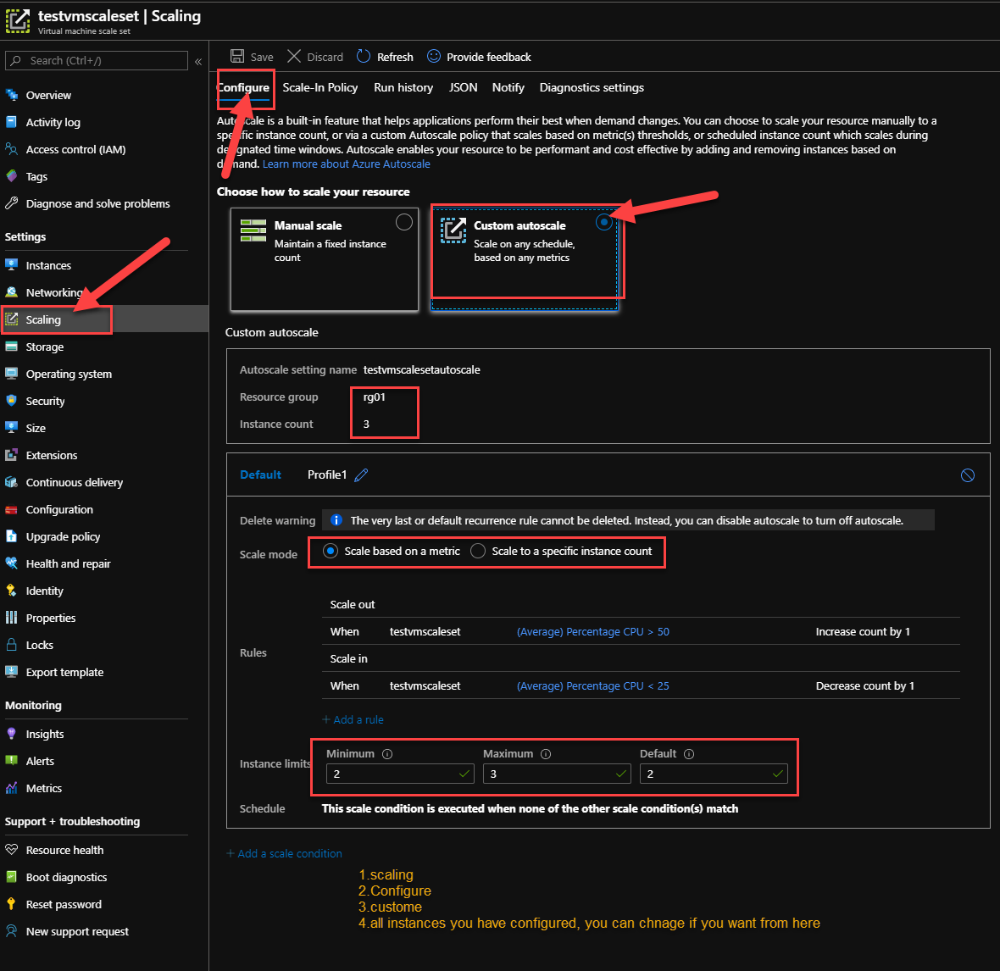 testvmscaleset | Scaling
Virtual machine scale set
Search (Ctrl+/)
«
Overview
Activity log
Access control (IAM)
Tags
Diagnose and solve problems
Settings
Instances
Networking
Scaling
Storage
Operating system
Security
Size
Extensions
Continuous delivery
Configuration
Upgrade policy
Health and repair
Identity
Properties
Locks
Export template
Monitoring
Insights
Alerts
Metrics
Support + troubleshooting
Resource health
Boot diagnostics
Reset password
New support request
Save Discard Refresh Provide feedback
Configure Scale-In Policy Run history JSON Notify Diagnostics settings
Autoscale is a built-in feature that helps applications perform their best when demand changes. You can choose to scale your resource manually to a
specific instance count, or via a custom Autoscale policy that scales based on metric(s) thresholds, or scheduled instance count which scales during
designated time windows. Autoscale enables your resource to be performant and cost effective by adding and removing instances based on
demand. Learn more about Azure Autoscale
Choose how to scale your resource
Manual scale
Maintain a fixed instance
count
Custom autoscale
Scale on any schedule,
based on any metrics
Custom autoscale
Autoscale setting name testvmscalesetautoscale
Resource group rg01
Instance count 3
Default Profile1
Delete warning The very last or default recurrence rule cannot be deleted. Instead, you can disable autoscale to turn off autoscale.
Scale mode Scale based on a metric Scale to a specific instance count
Rules
Scale out
When testvmscaleset (Average) Percentage CPU > 50 Increase count by 1
Scale in
When testvmscaleset (Average) Percentage CPU < 25 Decrease count by 1
+ Add a rule
Instance limits
Minimum Maximum Default
2 3 2
Schedule This scale condition is executed when none of the other scale condition(s) match
+ Add a scale condition
1.scaling
2.Configure
3.custome
4.all instances you have configured, you can chnage if you want from here